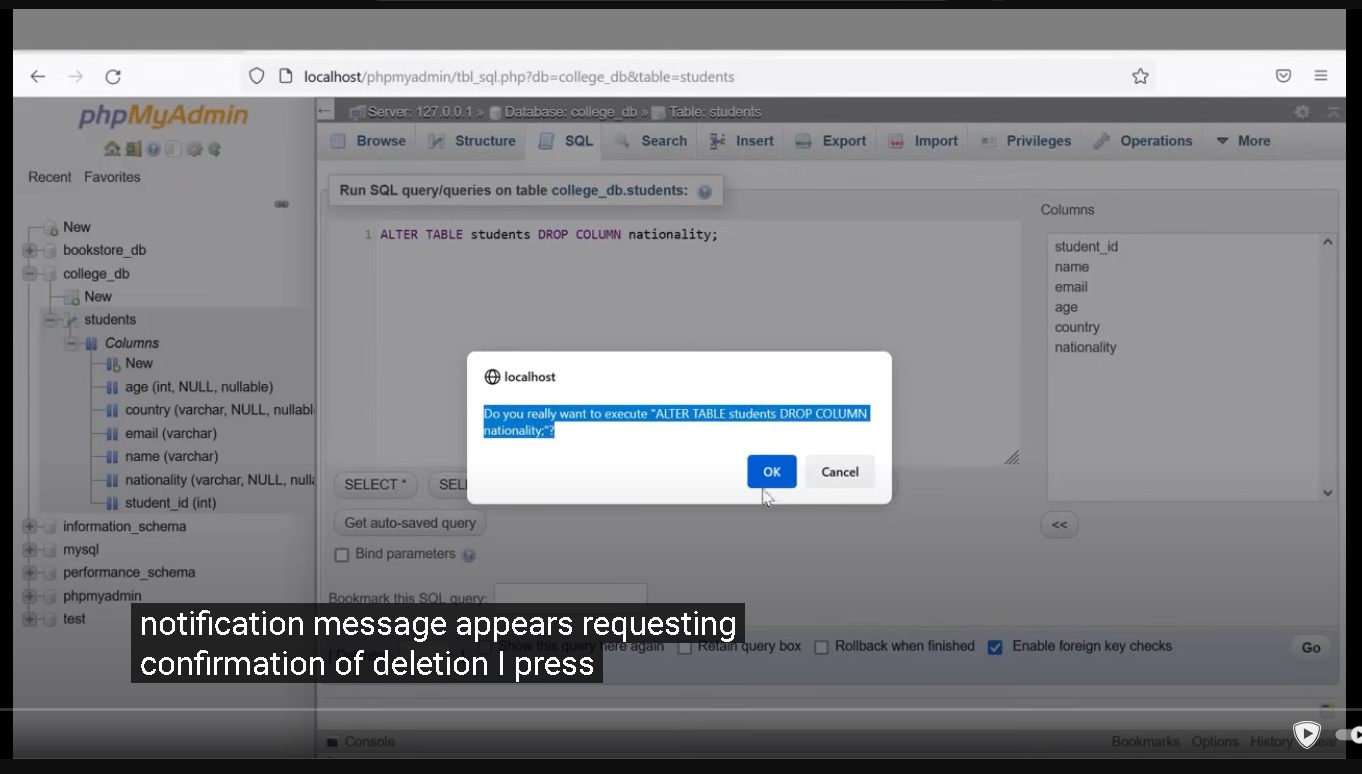 localhost/phpmyadmin/tbl_sql.php?db=college_db&table=students
phpMyAdmin
Recent Favorites
New
bookstore_db
college_db
New
students
Columns
New
age (int, NULL, nullable)
country (varchar, NULL, nullabl
email (varchar)
name (varchar)
nationality (varchar, NULL, null
student_id (int)
information_schema
mysql
performance_schema
phpmyadmin
test
Server: 127.0.0.1 » Database: college_db » Table: students
Browse Structure SQL Search Insert Export Import Privileges Operations More
Run SQL query/queries on table college_db.students:
1 ALTER TABLE students DROP COLUMN nationality;
Columns
student_id
name
email
age
country
nationality
localhost
Do you really want to execute "ALTER TABLE students DROP COLUMN
nationality;"?
OK Cancel
SELECT * SEL
Get auto-saved query
<<
Bind parameters
Bookmark this SQL query:
Show this query here again Retain query box Rollback when finished Enable foreign key checks Go
notification message appears requesting
confirmation of deletion I press
Console Bookmarks Options History